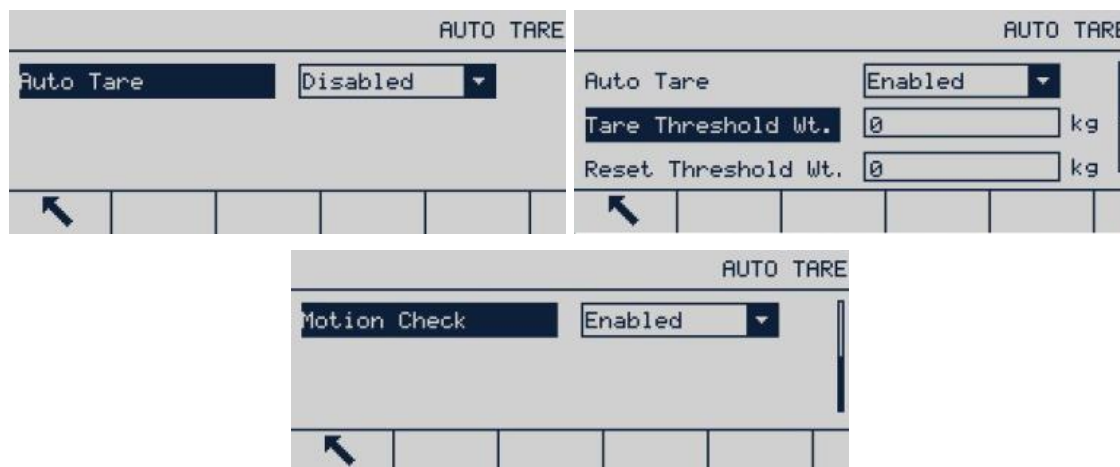 AUTO TARE
Auto Tare Disabled
AUTO TARE
Auto Tare Enabled
Tare Threshold Wt. 0 kg
Reset Threshold Wt. 0 kg
AUTO TARE
Motion Check Enabled